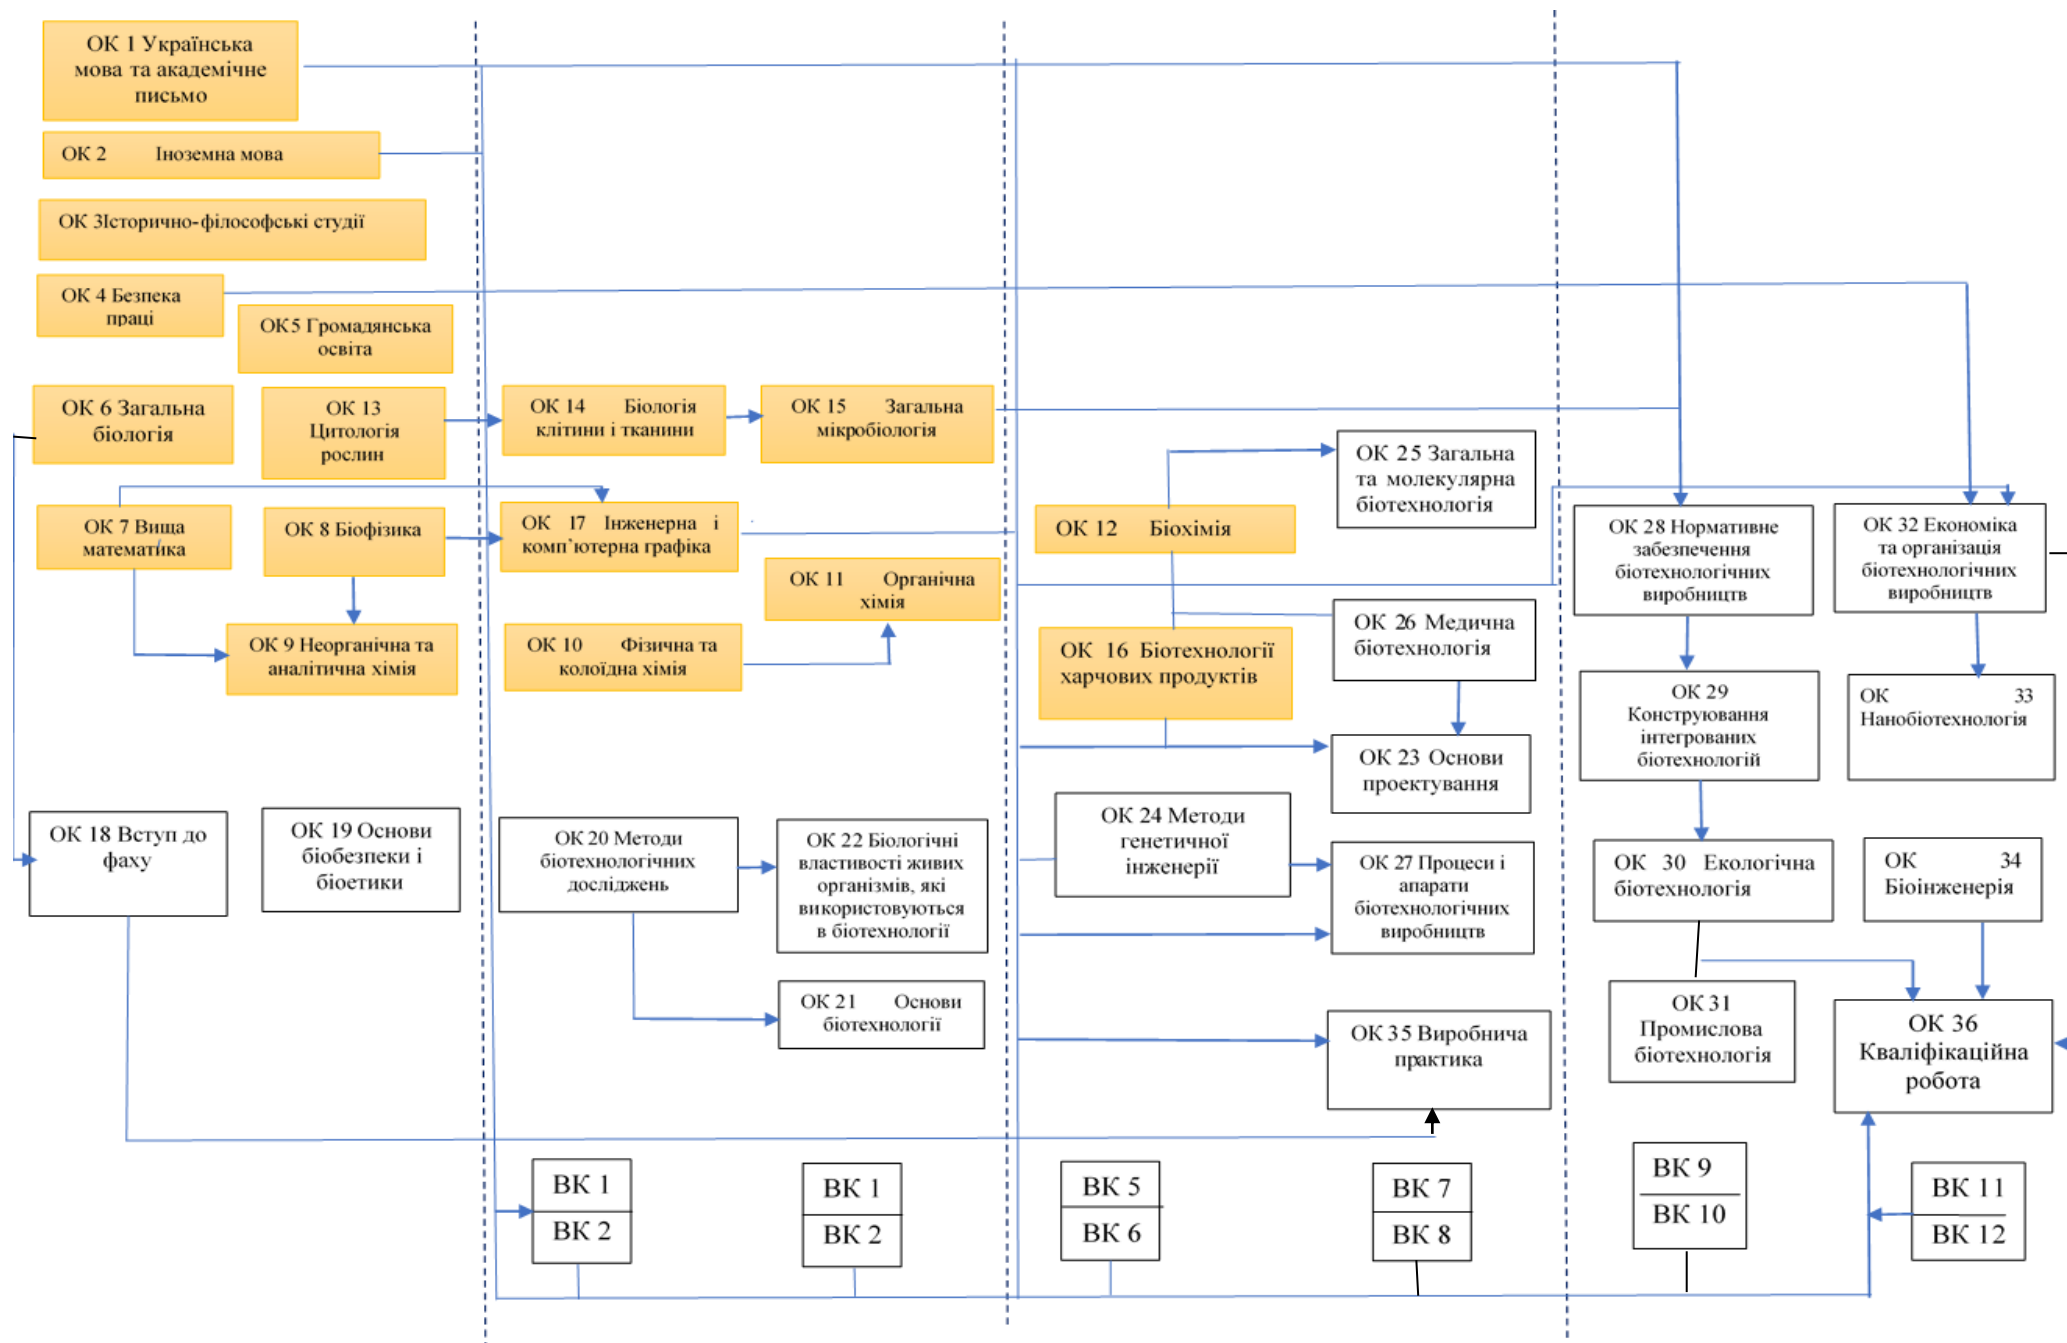 ОК 1 Українська
мова та академічне
письмо
ОК 2 Іноземна мова
ОК 3Історично-філософські студії
ОК 4 Безпека
праці
ОК5 Громадянська
освіта
ОК 6 Загальна
біологія
ОК 13
Цитологія
рослин
ОК 14 Біологія
клітини і тканини
ОК 15 Загальна
мікробіологія
ОК 7 Вища
математика
ОК 8 Біофізика
ОК 17 Інженерна і
комп’ютерна графіка
ОК 11 Органічна
хімія
ОК 9 Неорганічна та
аналітична хімія
ОК 10 Фізична та
колоїдна хімія
ОК 12 Біохімія
ОК 16 Біотехнології
харчових продуктів
ОК 25 Загальна
та молекулярна
біотехнологія
ОК 26 Медична
біотехнологія
ОК 23 Основи
проектування
ОК 28 Нормативне
забезпечення
біотехнологічних
виробництв
ОК 32 Економіка
та організація
біотехнологічних
виробництв
ОК 29
Конструювання
інтегрованих
біотехнологій
ОК 33
Нанобіотехнологія
ОК 18 Вступ до
фаху
ОК 19 Основи
біобезпеки і
біоетики
ОК 20 Методи
біотехнологічних
досліджень
ОК 22 Біологічні
властивості живих
організмів, які
використовуються
в біотехнології
ОК 21 Основи
біотехнології
ОК 24 Методи
генетичної
інженерії
ОК 27 Процеси і
апарати
біотехнологічних
виробництв
ОК 30 Екологічна
біотехнологія
ОК 34
Біоінженерія
ОК 35 Виробнича
практика
ОК 31
Промислова
біотехнологія
ОК 36
Кваліфікаційна
робота
ВК 1
ВК 2
ВК 1
ВК 2
ВК 5
ВК 6
ВК 7
ВК 8
ВК 9
ВК 10
ВК 11
ВК 12